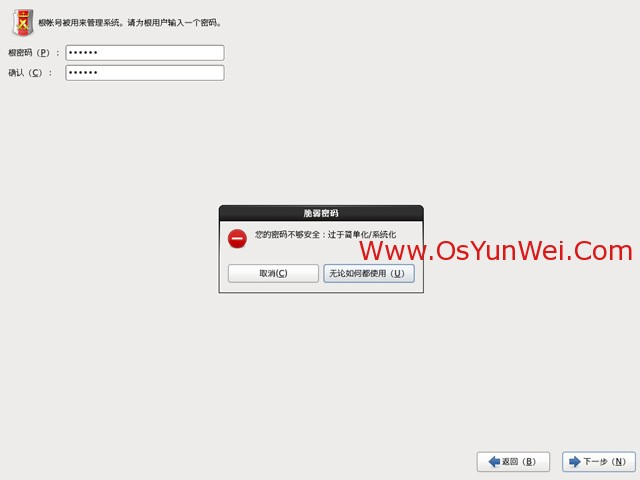 根帐号被用来管理系统。请为根用户输入一个密码。
根密码（P）： ••••••
确认（C）： ••••••
脆弱密码
您的密码不够安全：过于简单化/系统化
Www.OsYunWei.Com
取消(C) 无论如何都使用（U）
返回（B） 下一步（N）